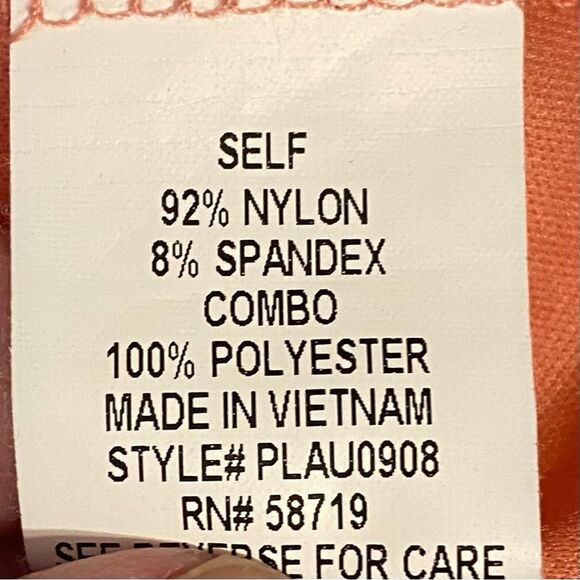 SELF
92% NYLON
8% SPANDEX
COMBO
100% POLYESTER
MADE IN VIETNAM
STYLE# PLAU0908
RN# 58719
SEE REVERSE FOR CARE